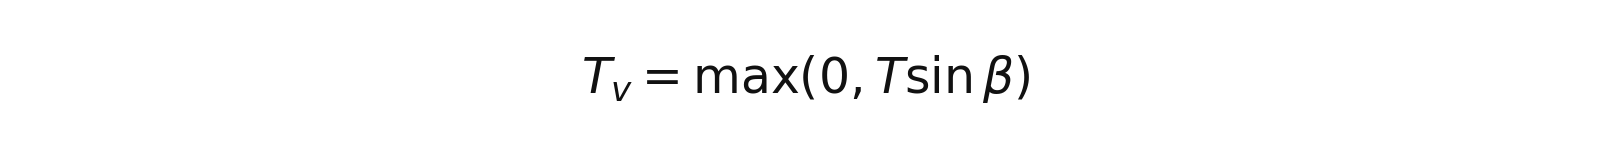 T_v = max(0, T sin β)